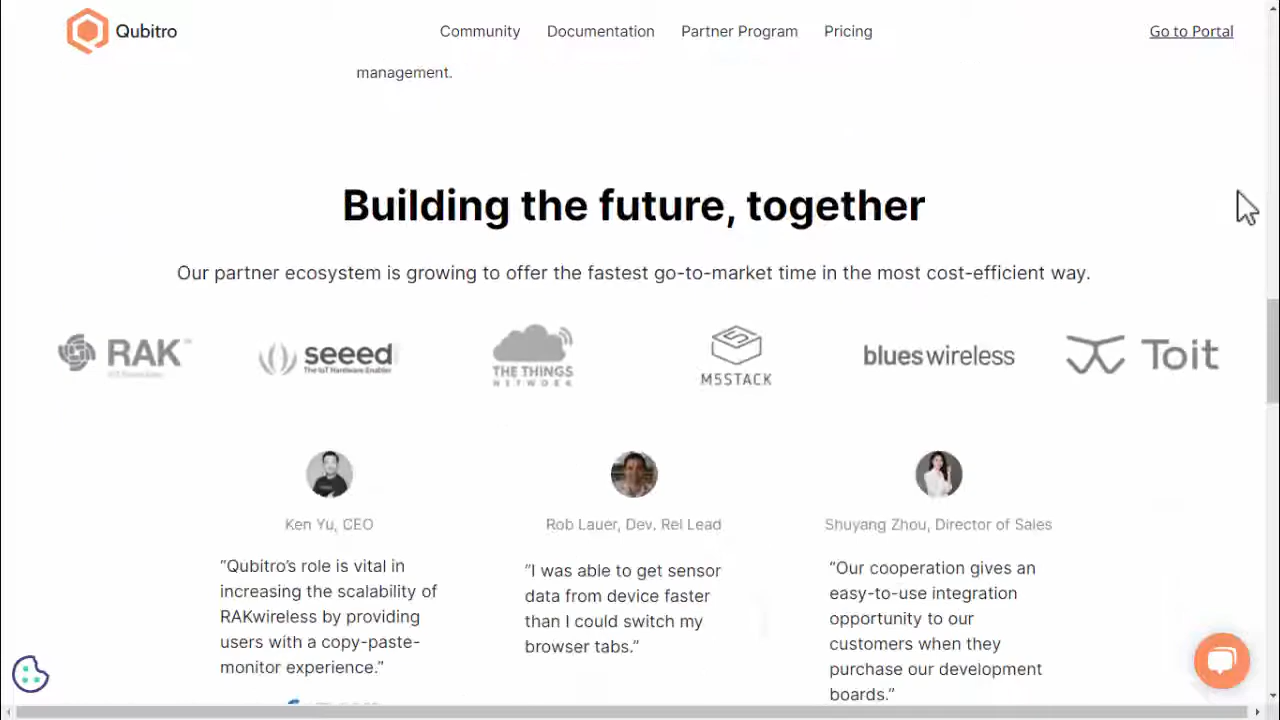 Qubitro
Community Documentation Partner Program Pricing
Go to Portal
management.
Building the future, together
Our partner ecosystem is growing to offer the fastest go-to-market time in the most cost-efficient way.
RAK
seeed
The IoT Hardware Enabler
THE THINGS
NETWORK
M5STACK
blues wireless
Toit
Ken Yu, CEO
“Qubitro’s role is vital in
increasing the scalability of
RAKwireless by providing
users with a copy-paste-
monitor experience.”
Rob Lauer, Dev. Rel Lead
“I was able to get sensor
data from device faster
than I could switch my
browser tabs.”
Shuyang Zhou, Director of Sales
“Our cooperation gives an
easy-to-use integration
opportunity to our
customers when they
purchase our development
boards.”